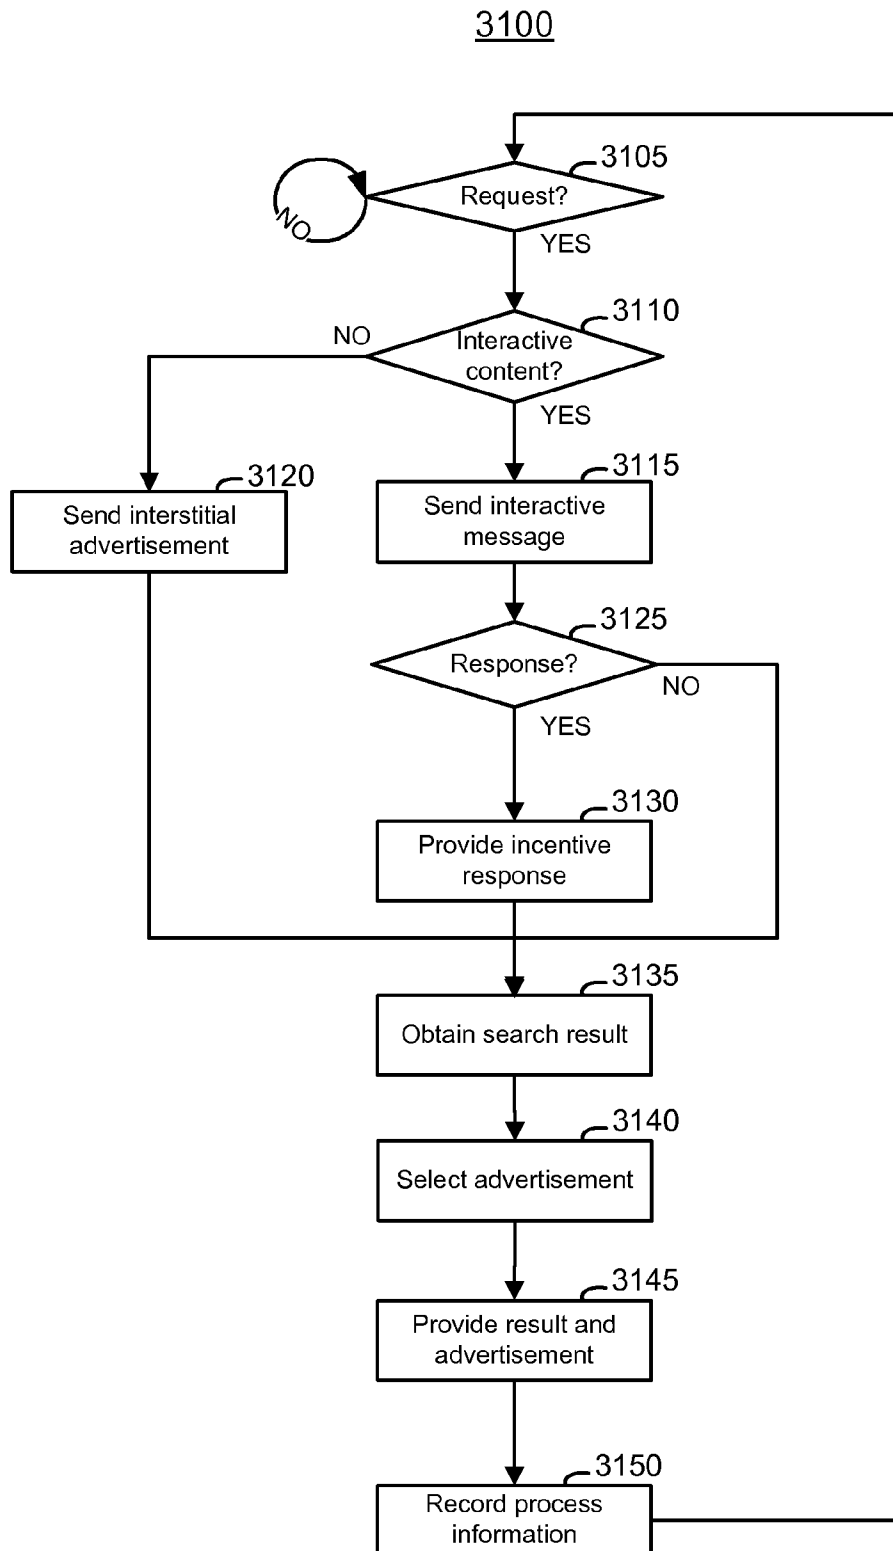 3100
3105
Request?
NO
YES
3110
Interactive
content?
NO
YES
3115
Send interactive
message
3120
Send interstitial
advertisement
3125
Response?
NO
YES
3130
Provide incentive
response
3135
Obtain search result
3140
Select advertisement
3145
Provide result and
advertisement
3150
Record process
information